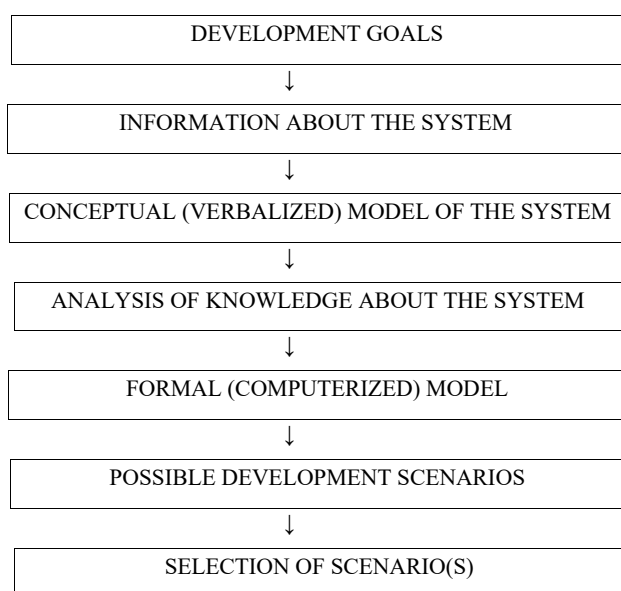 DEVELOPMENT GOALS
↓
INFORMATION ABOUT THE SYSTEM
↓
CONCEPTUAL (VERBALIZED) MODEL OF THE SYSTEM
↓
ANALYSIS OF KNOWLEDGE ABOUT THE SYSTEM
↓
FORMAL (COMPUTERIZED) MODEL
↓
POSSIBLE DEVELOPMENT SCENARIOS
↓
SELECTION OF SCENARIO(S)